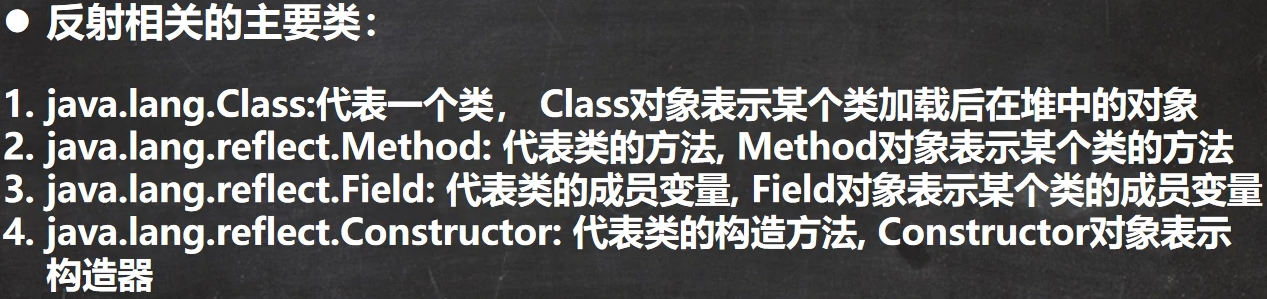 ● 反射相关的主要类：
1. java.lang.Class:代表一个类， Class对象表示某个类加载后在堆中的对象
2. java.lang.reflect.Method: 代表类的方法, Method对象表示某个类的方法
3. java.lang.reflect.Field: 代表类的成员变量, Field对象表示某个类的成员变量
4. java.lang.reflect.Constructor: 代表类的构造方法, Constructor对象表示
构造器